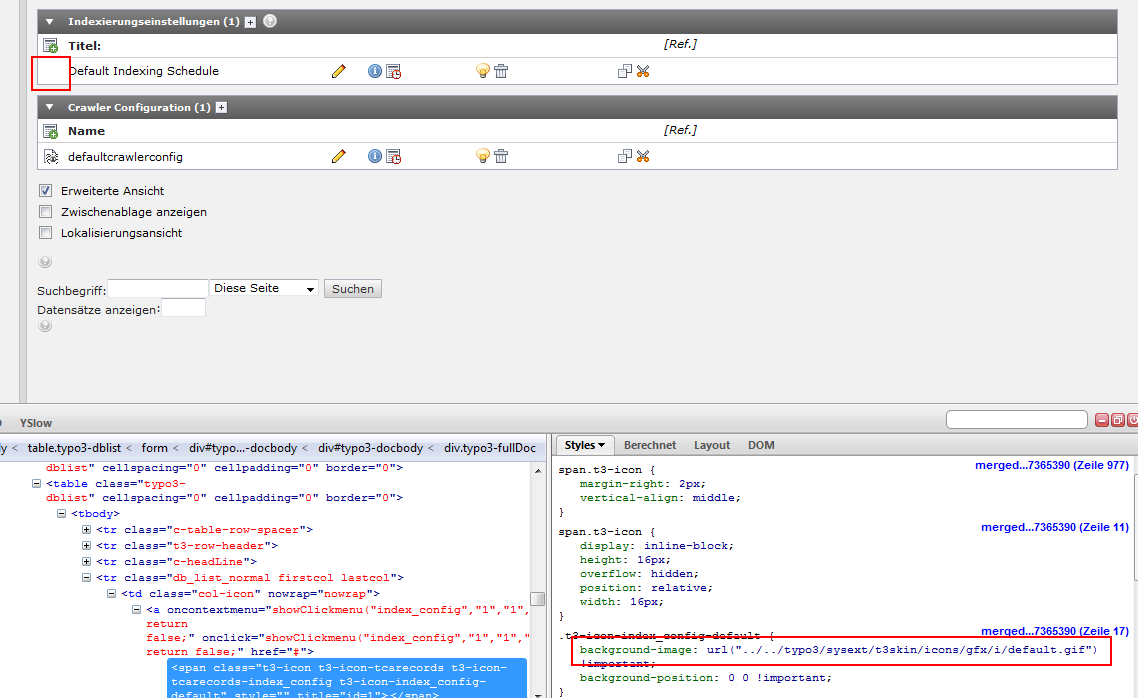 Indexierungseinstellungen (1)
Titel: [Ref.]
Default Indexing Schedule
Crawler Configuration (1)
Name [Ref.]
defaultcrawlerconfig
Erweiterte Ansicht
Zwischenablage anzeigen
Lokalisierungsansicht
Suchbegriff: Diese Seite Suchen
Datensätze anzeigen:
YSlow
y < table.typo3-dblist < form < div#typo...-docbody < div#typo3-docbody < div.typo3-fullDoc
dblist" cellspacing="0" cellpadding="0" border="0">
<table class="typo3-
dblist" cellspacing="0" cellpadding="0" border="0">
<tbody>
<tr class="c-table-row-spacer">
<tr class="t3-row-header">
<tr class="c-headLine">
<tr class="db_list_normal firstcol lastcol">
<td class="col-icon" nowrap="nowrap">
<a oncontextmenu="showClickmenu("index_config","1","1",
return
false;" onclick="showClickmenu("index_config","1","1","
return false;" href="#">
<span class="t3-icon t3-icon-tcarecords t3-icon-
tcarecords-index_config t3-icon-index_config-
default" style="" title="id=1"></span>
Styles Berechnet Layout DOM
span.t3-icon { merged...7365390 (Zeile 977)
margin-right: 2px;
vertical-align: middle;
}
span.t3-icon { merged...7365390 (Zeile 11)
display: inline-block;
height: 16px;
overflow: hidden;
position: relative;
width: 16px;
}
.t3-icon-index_config-default { merged...7365390 (Zeile 17)
background-image: url("../../typo3/sysext/t3skin/icons/gfx/i/default.gif")
!important;
background-position: 0 0 !important;
}